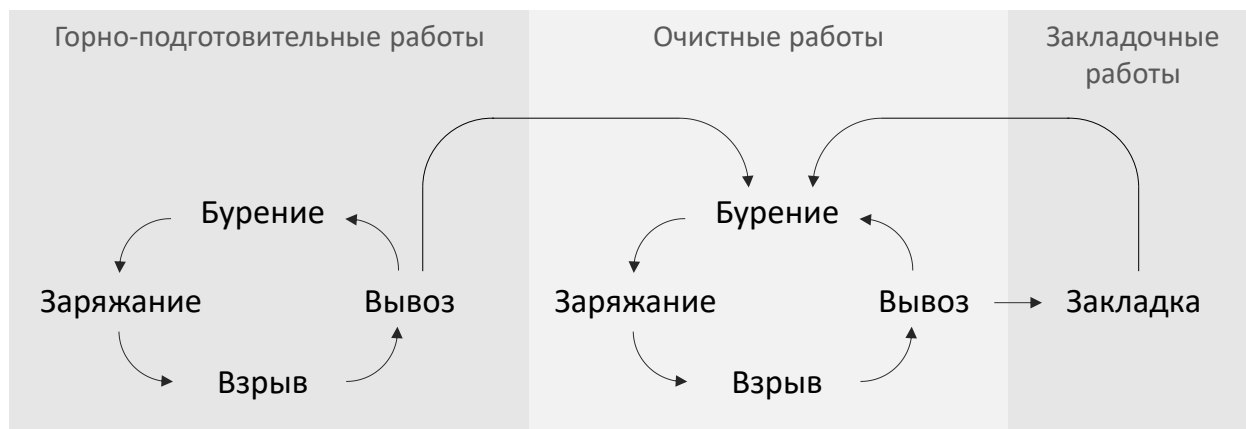 Горно-подготовительные работы
Очистные работы
Закладочные
работы
Бурение
Заряжание
Вывоз
Взрыв
Бурение
Заряжание
Вывоз
Взрыв
Закладка